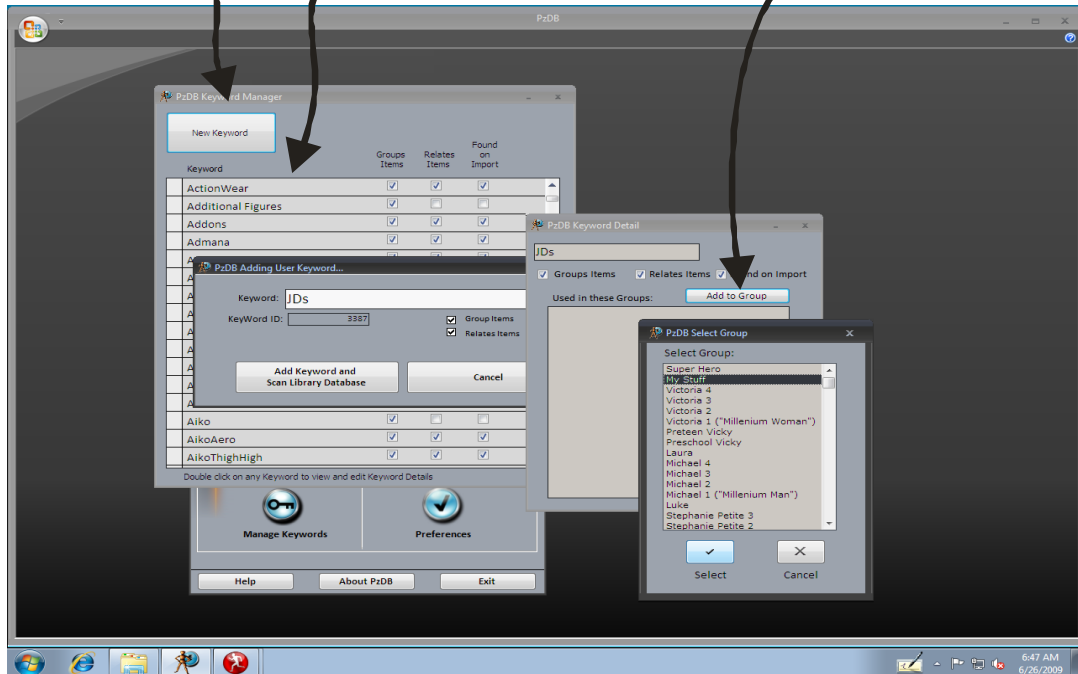 PzDB
PzDB Keyword Manager
New Keyword
Keyword
Groups Items
Relates Items
Found on Import
ActionWear
Additional Figures
Addons
Admana
PzDB Adding User Keyword...
Keyword: JDs
KeyWord ID: 3387
Group Items
Relates Items
Add Keyword and
Scan Library Database
Cancel
Aiko
AikoAero
AikoThighHigh
Double click on any Keyword to view and edit Keyword Details
PzDB Keyword Detail
JDs
Groups Items Relates Items on Import
Used in these Groups: Add to Group
PzDB Select Group
Select Group:
Super Hero
My Stuff
Victoria 4
Victoria 3
Victoria 2
Victoria 1 ("Millenium Woman")
Preteen Vicky
Preschool Vicky
Laura
Michael 4
Michael 3
Michael 2
Michael 1 ("Millenium Man")
Luke
Stephanie Petite 3
Stephanie Petite 2
Select Cancel
Manage Keywords Preferences
Help About PzDB Exit
6:47 AM
6/26/2009